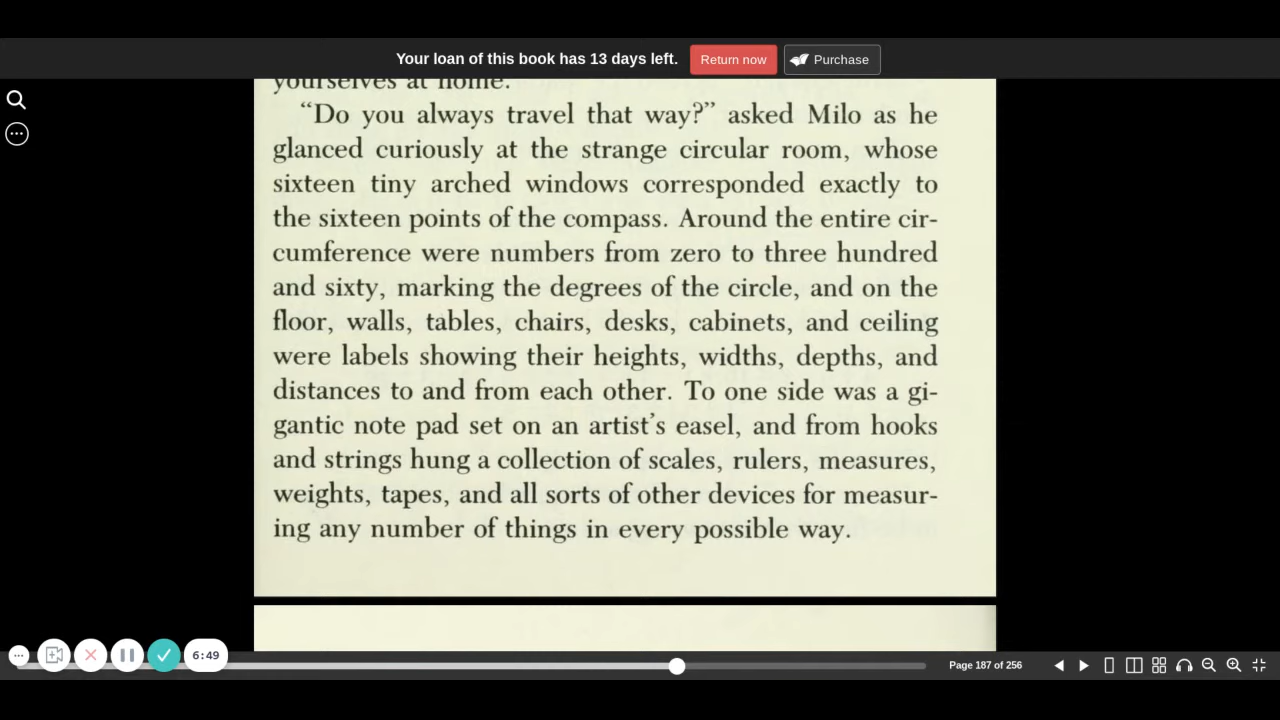 Your loan of this book has 13 days left. Return now Purchase
yourselves at home.
“Do you always travel that way?” asked Milo as he
glanced curiously at the strange circular room, whose
sixteen tiny arched windows corresponded exactly to
the sixteen points of the compass. Around the entire cir-
cumference were numbers from zero to three hundred
and sixty, marking the degrees of the circle, and on the
floor, walls, tables, chairs, desks, cabinets, and ceiling
were labels showing their heights, widths, depths, and
distances to and from each other. To one side was a gi-
gantic note pad set on an artist’s easel, and from hooks
and strings hung a collection of scales, rulers, measures,
weights, tapes, and all sorts of other devices for measur-
ing any number of things in every possible way.
6:49
Page 187 of 256